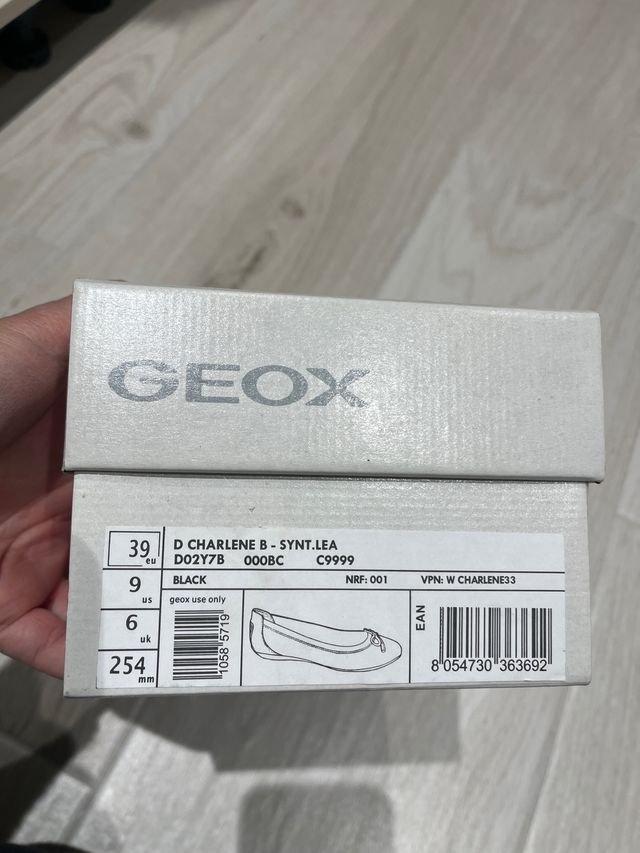 GEOX
39 eu
D CHARLENE B - SYNT.LEA
D02Y7B 000BC C9999
9 us
BLACK NRF: 001 VPN: W CHARLENE33
6 uk
geox use only
1058 5719
EAN
8 054730 363692
254 mm